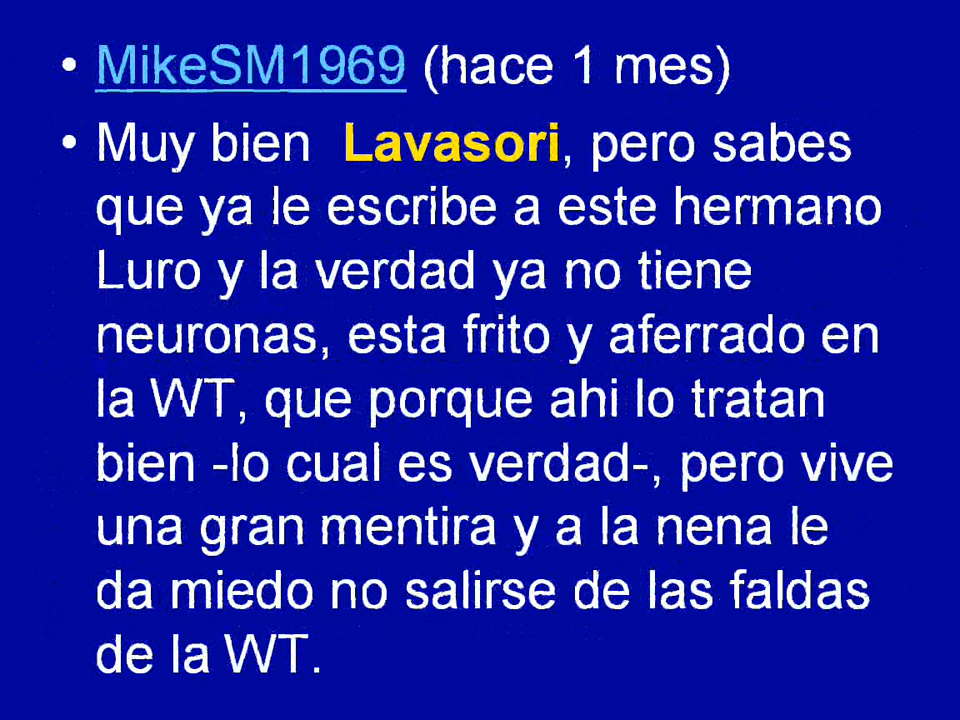 • MikeSM1969 (hace 1 mes)
• Muy bien  Lavasori, pero sabes
que ya le escribe a este hermano
Luro y la verdad ya no tiene
neuronas, esta frito y aferrado en
la WT, que porque ahi lo tratan
bien -lo cual es verdad-, pero vive
una gran mentira y a la nena le
da miedo no salirse de las faldas
de la WT.